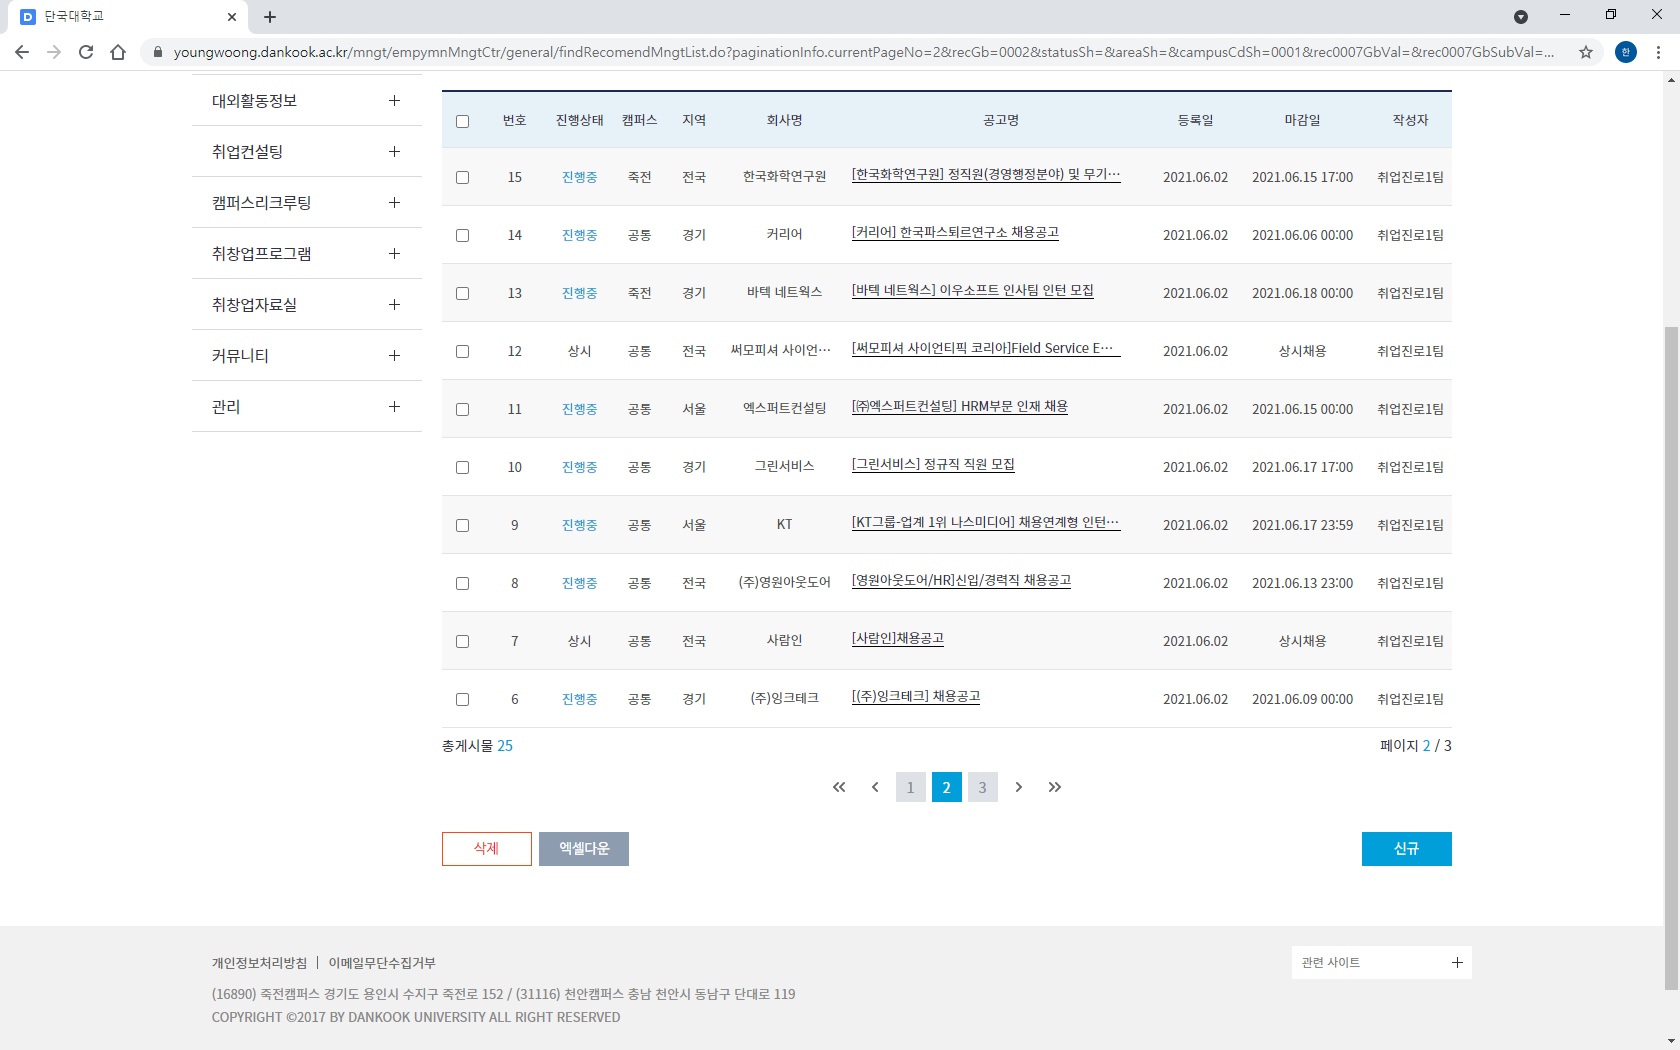 단국대학교
youngwoong.dankook.ac.kr/mngt/empymnMngtCtr/general/findRecomendMngtList.do?paginationInfo.currentPageNo=2&recGb=0002&statusSh=&areaSh=&campusCdSh=0001&rec0007GbVal=&rec0007GbSubVal=...
한
대외활동정보
취업컨설팅
캠퍼스리크루팅
취창업프로그램
취창업자료실
커뮤니티
관리
번호 진행상태 캠퍼스 지역 회사명 공고명 등록일 마감일 작성자
15 진행중 죽전 전국 한국화학연구원 [한국화학연구원] 정직원(경영행정분야) 및 무기… 2021.06.02 2021.06.15 17:00 취업진로1팀
14 진행중 공통 경기 커리어 [커리어] 한국파스퇴르연구소 채용공고 2021.06.02 2021.06.06 00:00 취업진로1팀
13 진행중 죽전 경기 바텍 네트웍스 [바텍 네트웍스] 이우소프트 인사팀 인턴 모집 2021.06.02 2021.06.18 00:00 취업진로1팀
12 상시 공통 전국 써모피셔 사이언… [써모피셔 사이언티픽 코리아]Field Service E… 2021.06.02 상시채용 취업진로1팀
11 진행중 공통 서울 엑스퍼트컨설팅 [㈜엑스퍼트컨설팅] HRM부문 인재 채용 2021.06.02 2021.06.15 00:00 취업진로1팀
10 진행중 공통 경기 그린서비스 [그린서비스] 정규직 직원 모집 2021.06.02 2021.06.17 17:00 취업진로1팀
9 진행중 공통 서울 KT [KT그룹-업계 1위 나스미디어] 채용연계형 인턴… 2021.06.02 2021.06.17 23:59 취업진로1팀
8 진행중 공통 전국 (주)영원아웃도어 [영원아웃도어/HR]신입/경력직 채용공고 2021.06.02 2021.06.13 23:00 취업진로1팀
7 상시 공통 전국 사람인 [사람인]채용공고 2021.06.02 상시채용 취업진로1팀
6 진행중 공통 경기 (주)잉크테크 [(주)잉크테크] 채용공고 2021.06.02 2021.06.09 00:00 취업진로1팀
총게시물 25
페이지 2 / 3
1 2 3
삭제 엑셀다운 신규
개인정보처리방침 | 이메일무단수집거부
관련 사이트
(16890) 죽전캠퍼스 경기도 용인시 수지구 죽전로 152 / (31116) 천안캠퍼스 충남 천안시 동남구 단대로 119
COPYRIGHT ©2017 BY DANKOOK UNIVERSITY ALL RIGHT RESERVED